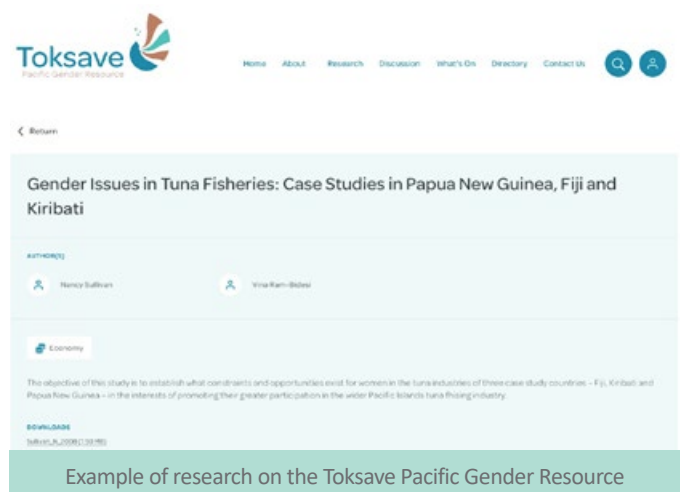 Toksave
Pacific Gender Resource
Home About Research Discussion What's On Directory Contact Us
Return
Gender Issues in Tuna Fisheries: Case Studies in Papua New Guinea, Fiji and
Kiribati
AUTHOR(S)
Nancy Sullivan Vina Ram-Bidesi
Economy
The objective of this study is to establish what constraints and opportunities exist for women in the tuna industries of three case study countries – Fiji, Kiribati and
Papua New Guinea – in the interests of promoting their greater participation in the wider Pacific Islands tuna fishing industry.
DOWNLOADS
Sullivan_N_2008 (1.50 MB)
Example of research on the Toksave Pacific Gender Resource